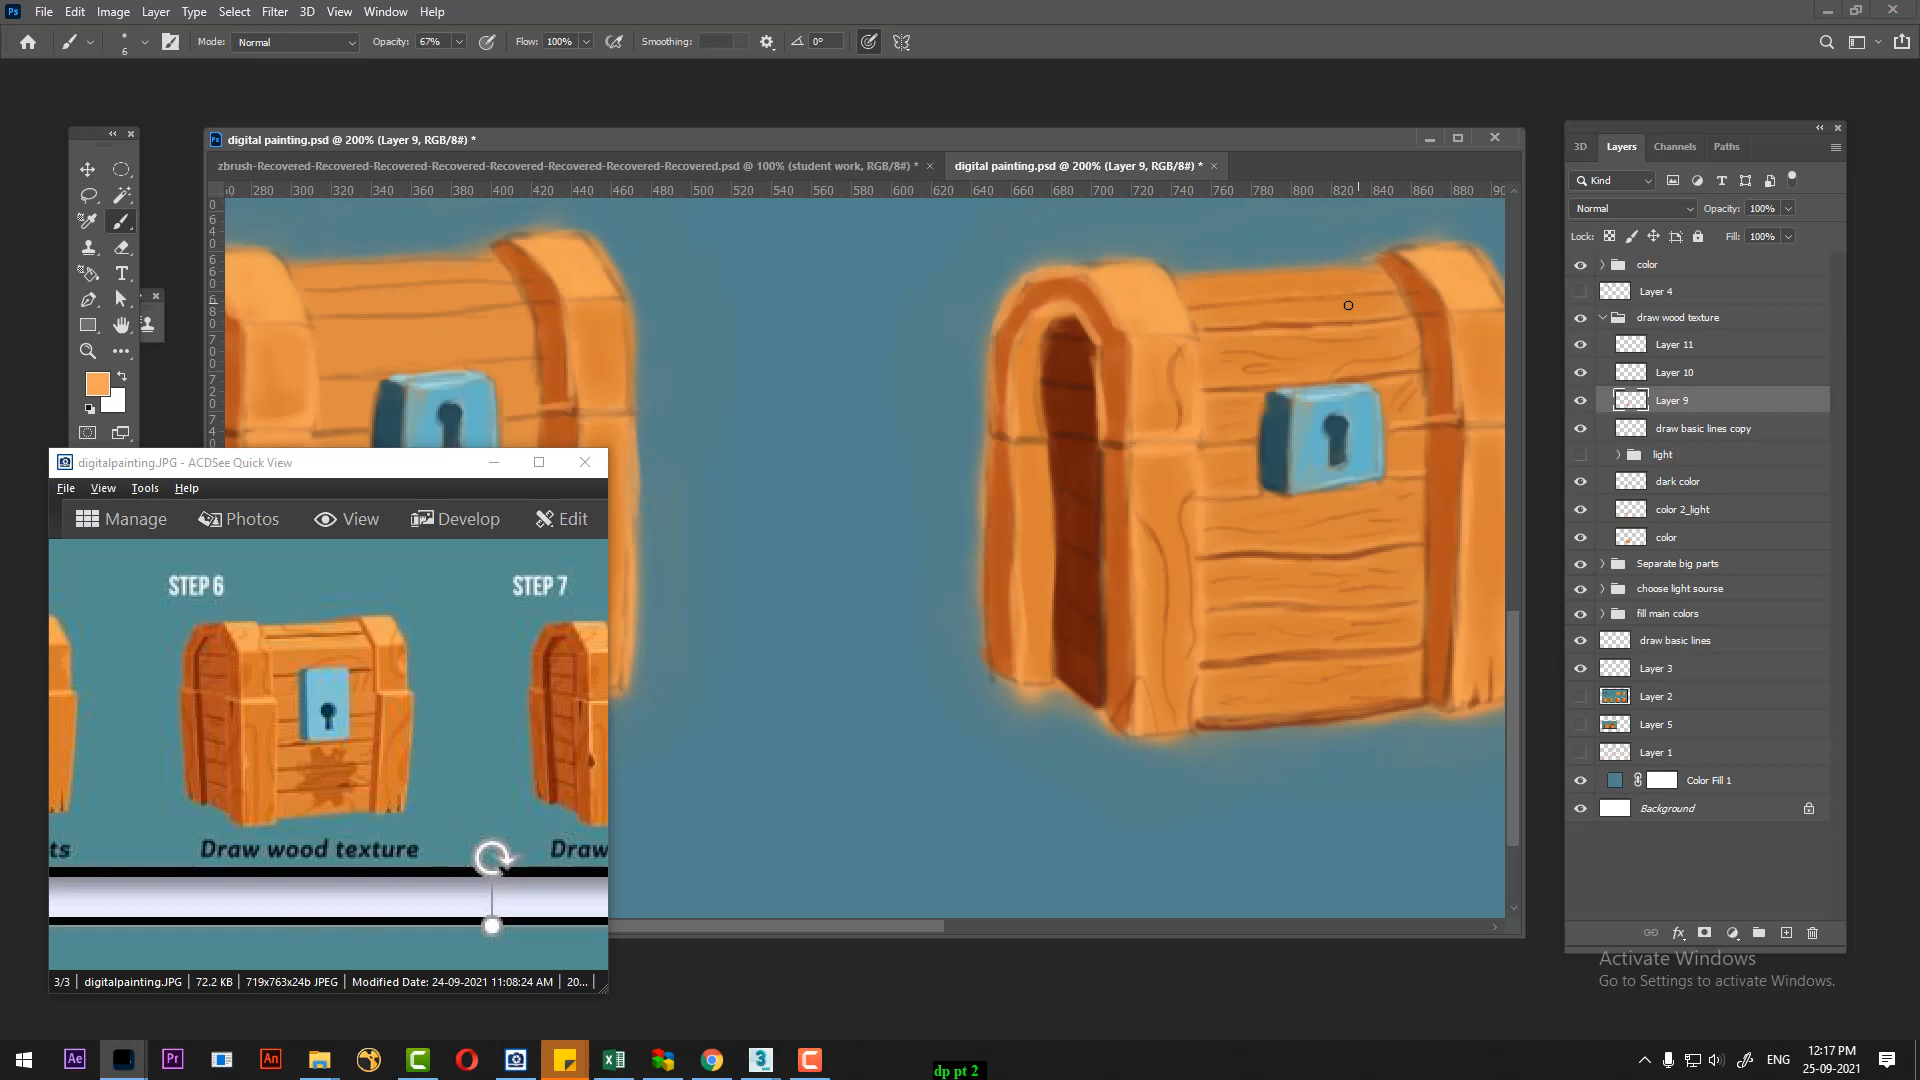 Ps File Edit Image Layer Type Select Filter 3D View Window Help
6 Mode: Normal Opacity: 67% Flow: 100% Smoothing: 0°
Ps digital painting.psd @ 200% (Layer 9, RGB/8#) *
zbrush-Recovered-Recovered-Recovered-Recovered-Recovered-Recovered-Recovered-Recovered.psd @ 100% (student work, RGB/8#) * × digital painting.psd @ 200% (Layer 9, RGB/8#) * ×
280 300 320 340 360 380 400 420 440 460 480 500 520 540 560 580 600 620 640 660 680 700 720 740 760 780 800 820 840 860 880
3D Layers Channels Paths
Kind
Normal Opacity: 100%
Lock: Fill: 100%
color
Layer 4
draw wood texture
Layer 11
Layer 10
Layer 9
draw basic lines copy
light
dark color
color 2_light
color
Separate big parts
choose light sourse
fill main colors
draw basic lines
Layer 3
Layer 2
Layer 5
Layer 1
Color Fill 1
Background
fx
digitalpainting.JPG - ACDSee Quick View
File View Tools Help
Manage Photos View Develop Edit
STEP 6 STEP 7
ts Draw wood texture Draw
3/3 digitalpainting.JPG 72.2 KB 719x763x24b JPEG Modified Date: 24-09-2021 11:08:24 AM 20...
Activate Windows
Go to Settings to activate Windows.
Ae Pr An 3 C
dp pt 2
ENG 12:17 PM
25-09-2021